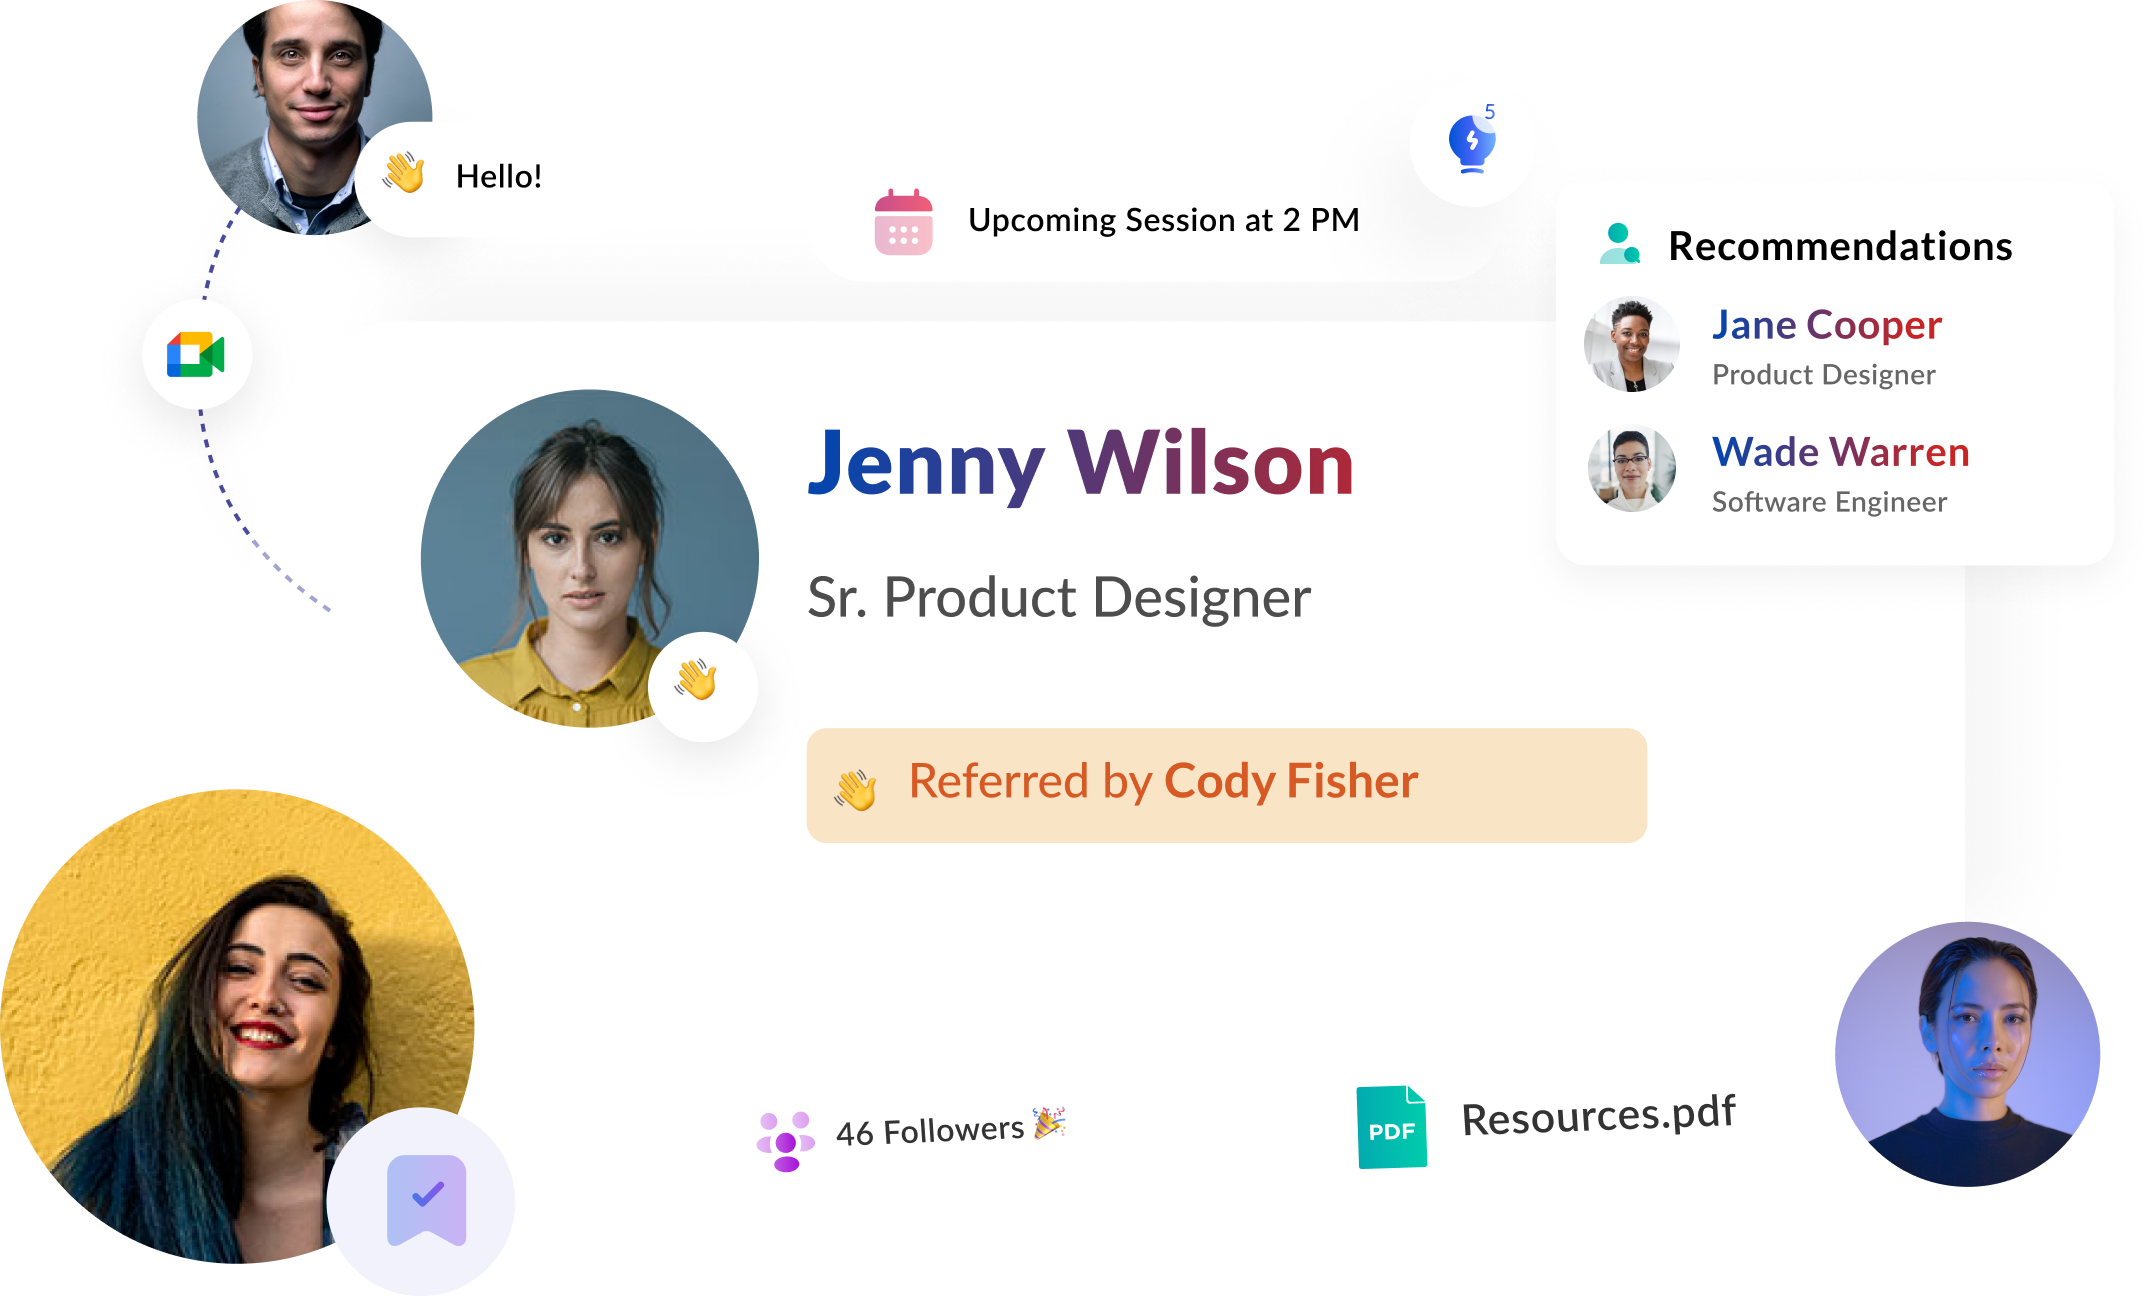 Hello!
5
Upcoming Session at 2 PM
Recommendations
Jane Cooper
Product Designer
Wade Warren
Software Engineer
Jenny Wilson
Sr. Product Designer
👋 Referred by Cody Fisher
46 Followers 🎉
PDF
Resources.pdf